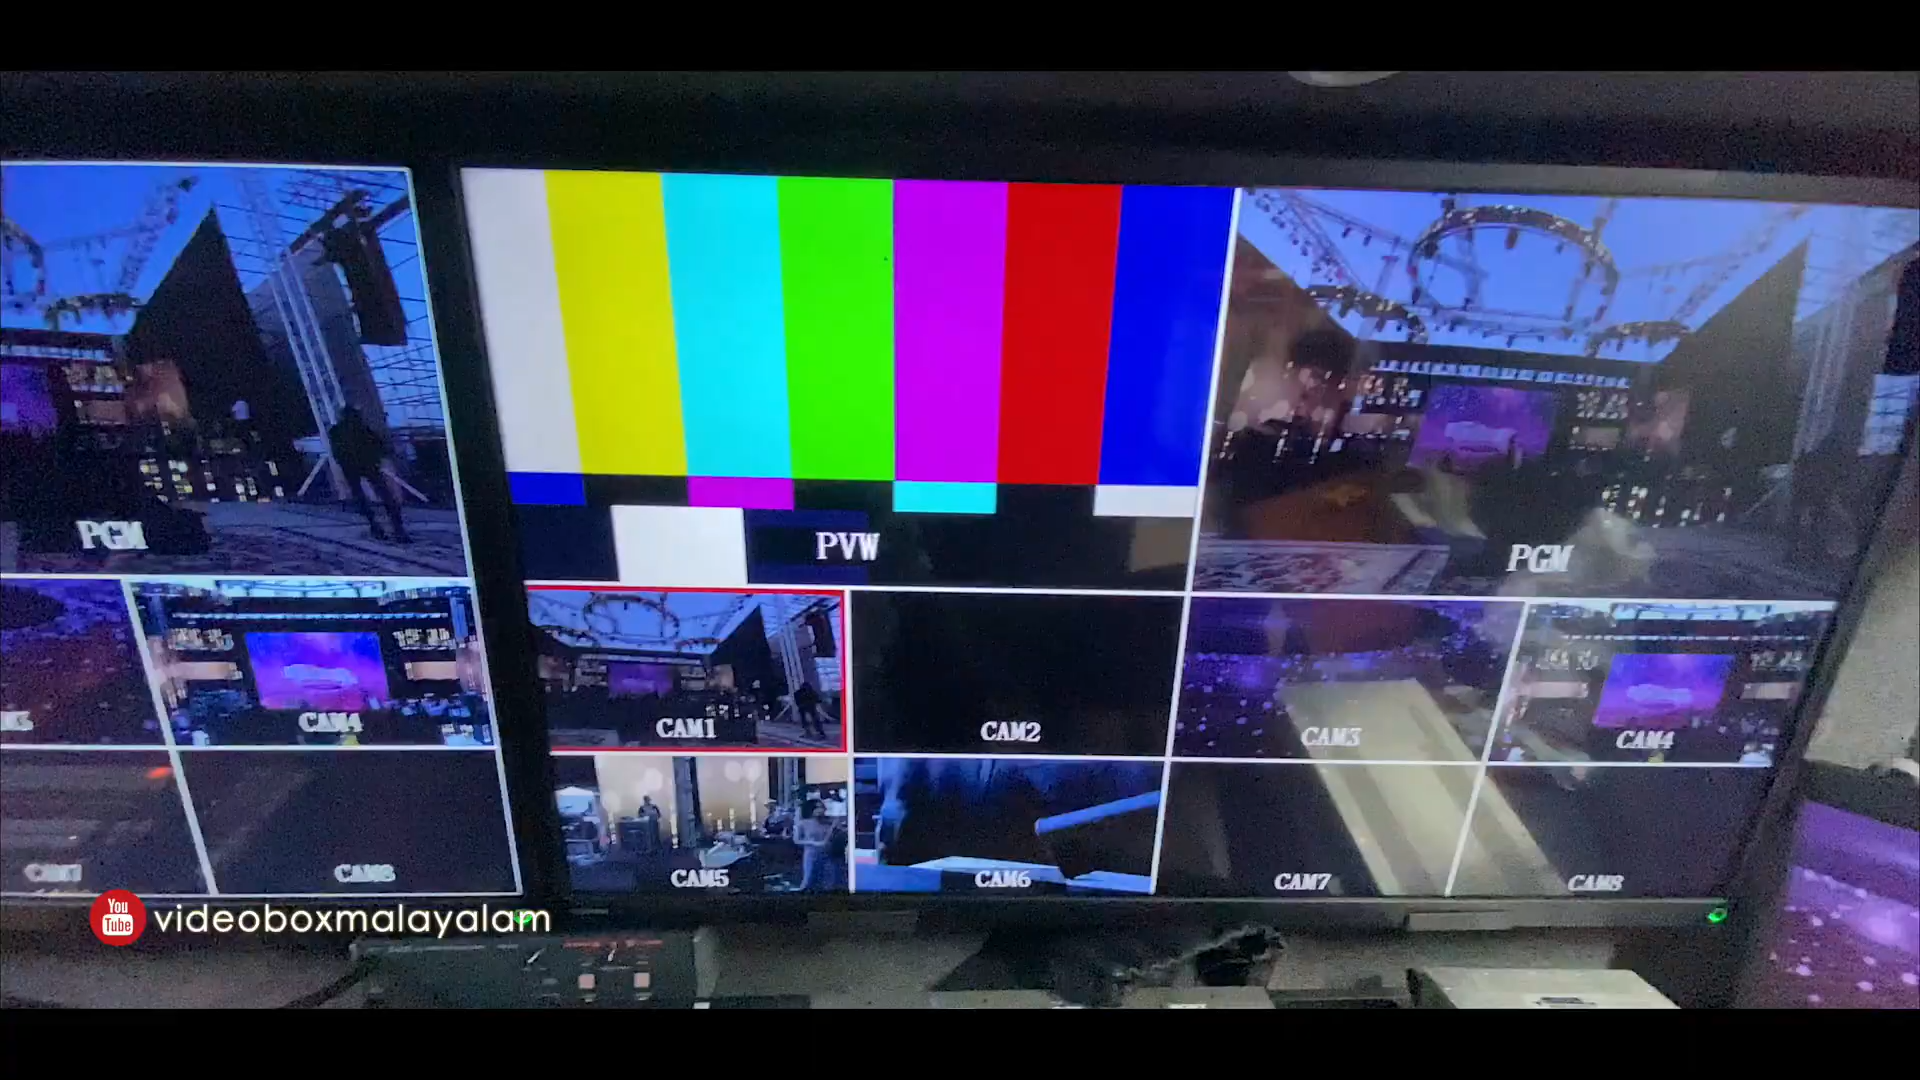 PGM
PVW
PGM
CAM4
CAM1
CAM2
CAM3
CAM4
CAM8
CAM5
CAM6
CAM7
CAM8
You
Tube
videoboxmalayalam